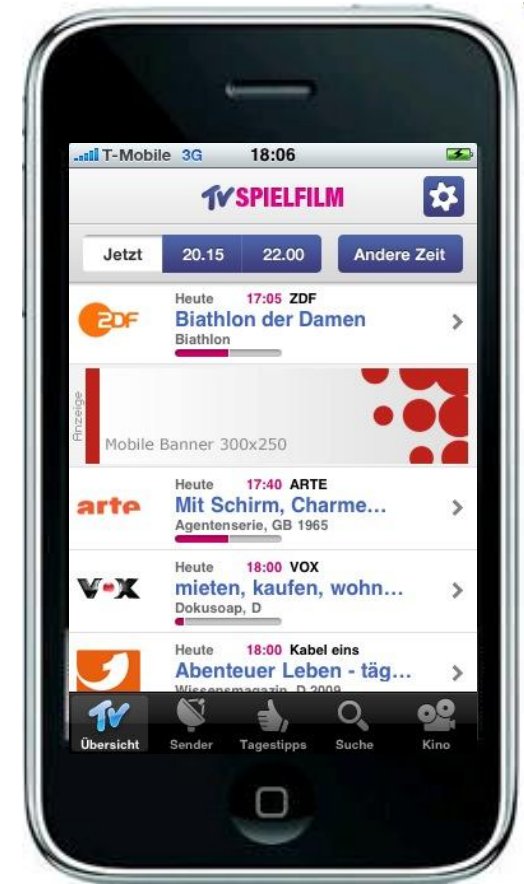 T-Mobile 3G 18:06
TV SPIELFILM
Jetzt 20.15 22.00 Andere Zeit
Heute 17:05 ZDF
ZDF
Biathlon der Damen
Biathlon
Anzeige
Mobile Banner 300x250
Heute 17:40 ARTE
arte
Mit Schirm, Charme...
Agentenserie, GB 1965
Heute 18:00 VOX
VOX
mieten, kaufen, wohn...
Dokusoap, D
Heute 18:00 Kabel eins
Abenteuer Leben - täg...
Wissensmagazin, D 2009
TV
Übersicht Sender Tagestipps Suche Kino